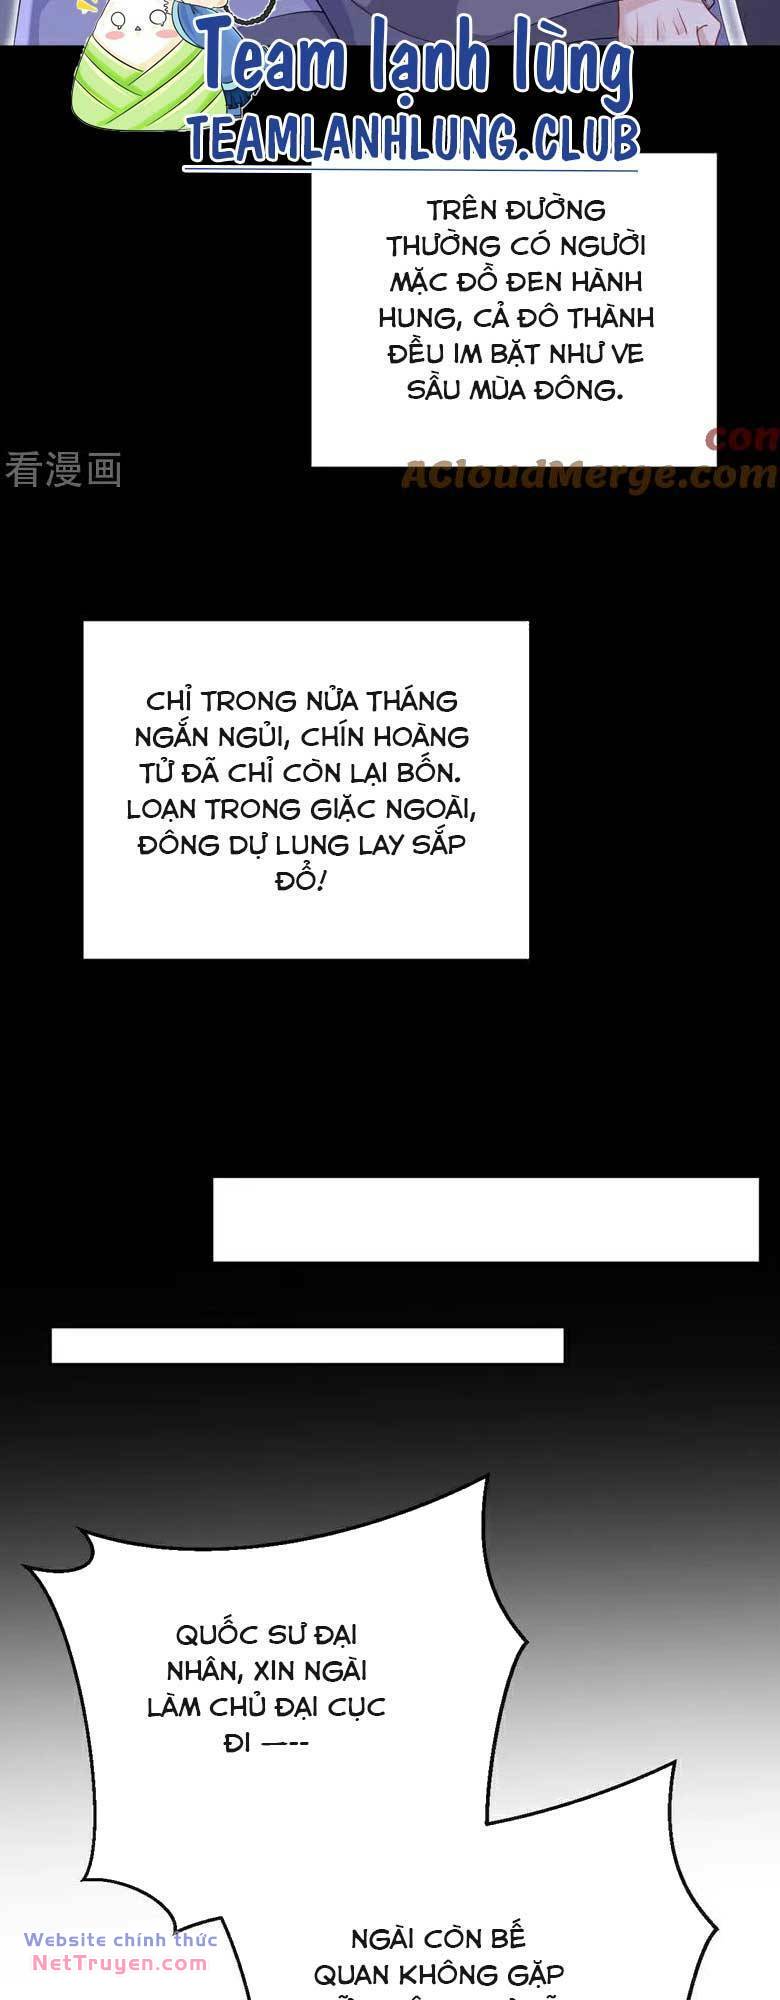 Team lạnh lùng
TEAMLANHLUNG.CLUB
TRÊN ĐƯỜNG
THƯỜNG CÓ NGƯỜI
MẶC ĐỒ ĐEN HÀNH
HUNG, CẢ ĐÔ THÀNH
ĐỀU IM BẶT NHƯ VE
SẦU MÙA ĐÔNG.
com
AcloudMerge.com
看漫画
CHỈ TRONG NỬA THÁNG
NGẮN NGỦI, CHÍN HOÀNG
TỬ ĐÃ CHỈ CÒN LẠI BỐN.
LOẠN TRONG GIẶC NGOÀI,
ĐÔNG DỰ LUNG LAY SẮP
ĐỔ!
QUỐC SƯ ĐẠI
NHÂN, XIN NGÀI
LÀM CHỦ ĐẠI CỤC
ĐI —--
Website chính thức
NetTruyen.com
NGÀI CÒN BẾ
QUAN KHÔNG GẶP